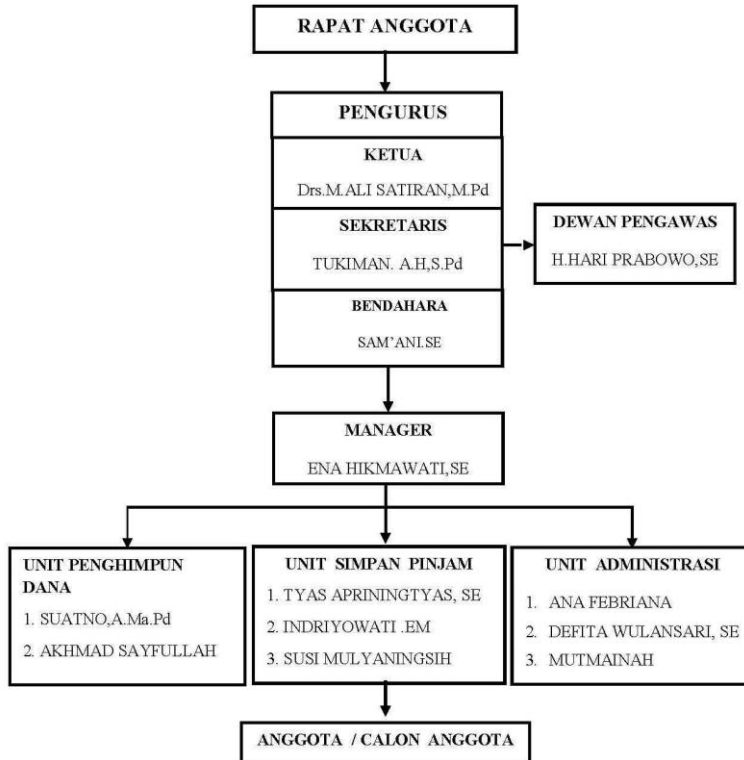 RAPAT ANGGOTA
PENGURUS
KETUA
Drs.M.ALI SATIRAN,M.Pd
SEKRETARIS
TUKIMAN. A.H,S.Pd
BENDAHARA
SAM'ANI.SE
DEWAN PENGAWAS
H.HARI PRABOWO,SE
MANAGER
ENA HIKMAWATI,SE
UNIT PENGHIMPUN
DANA
1. SUATNO,A.Ma.Pd
2. AKHMAD SAYFULLAH
UNIT SIMPAN PINJAM
1. TYAS APRININGTYAS, SE
2. INDRIYOWATI .EM
3. SUSI MULYANINGSIH
UNIT ADMINISTRASI
1. ANA FEBRIANA
2. DEFITA WULANSARI, SE
3. MUTMAINAH
ANGGOTA / CALON ANGGOTA